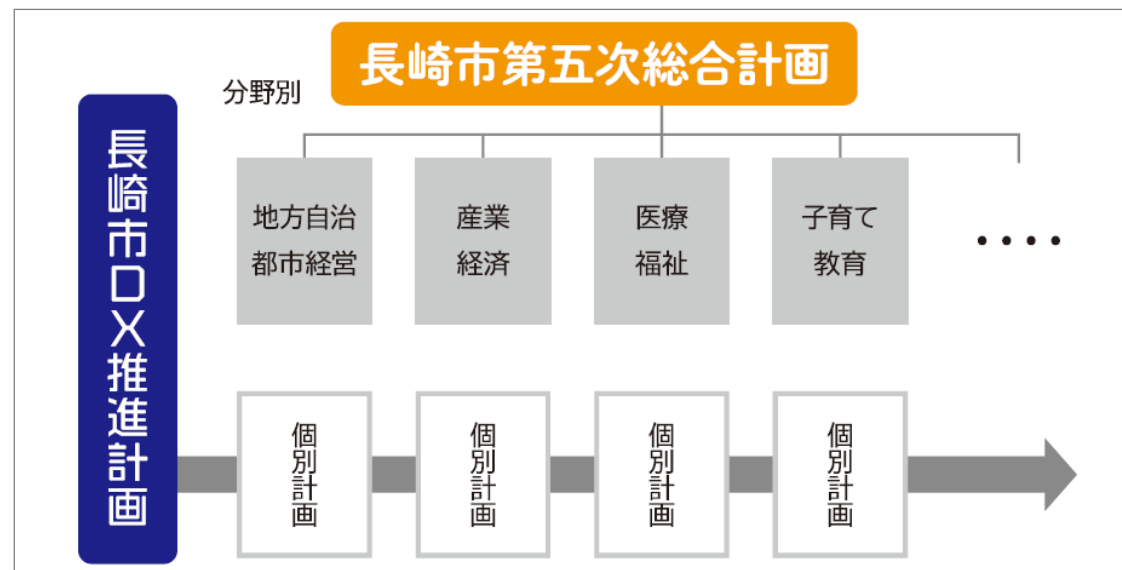 長崎市第五次総合計画
分野別
長崎市DX推進計画
地方自治
都市経営
産業
経済
医療
福祉
子育て
教育
••••
個別計画
個別計画
個別計画
個別計画